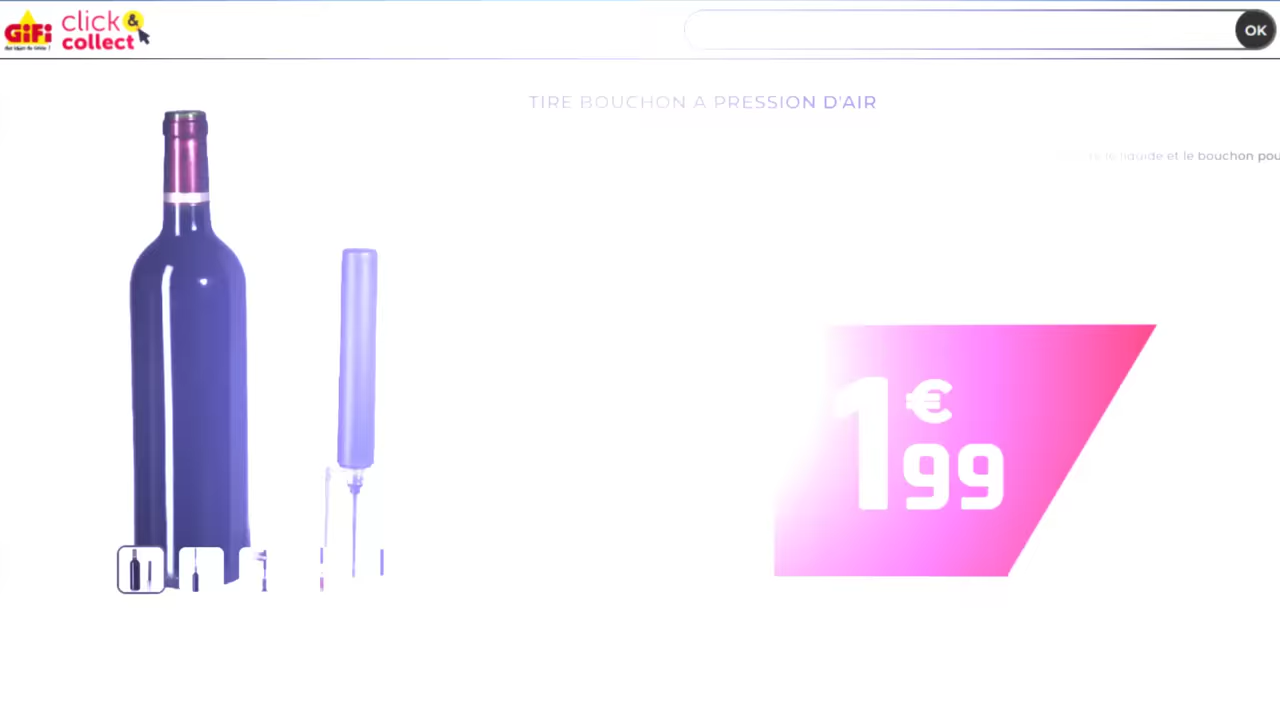 GiFi
click &
collect
OK
TIRE BOUCHON A PRESSION D'AIR
le liquide et le bouchon pou
1€99